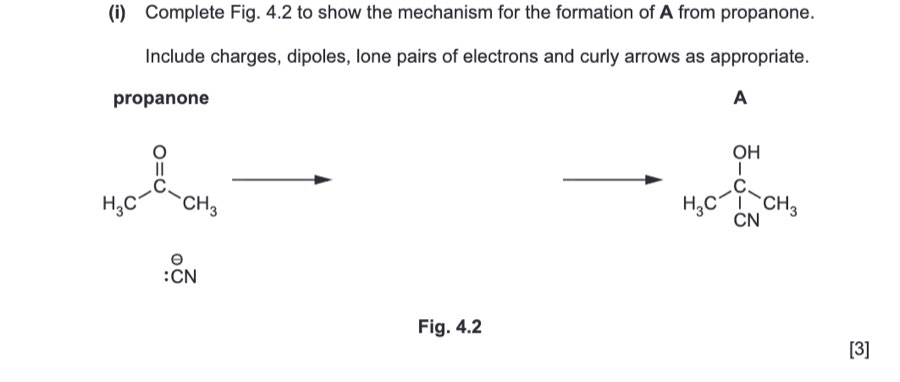 (i) Complete Fig. 4.2 to show the mechanism for the formation of A from propanone.
Include charges, dipoles, lone pairs of electrons and curly arrows as appropriate.
propanone
A
O
C
H₃C CH₃
⊖
:CN
OH
C
H₃C CH₃
CN
Fig. 4.2
[3]